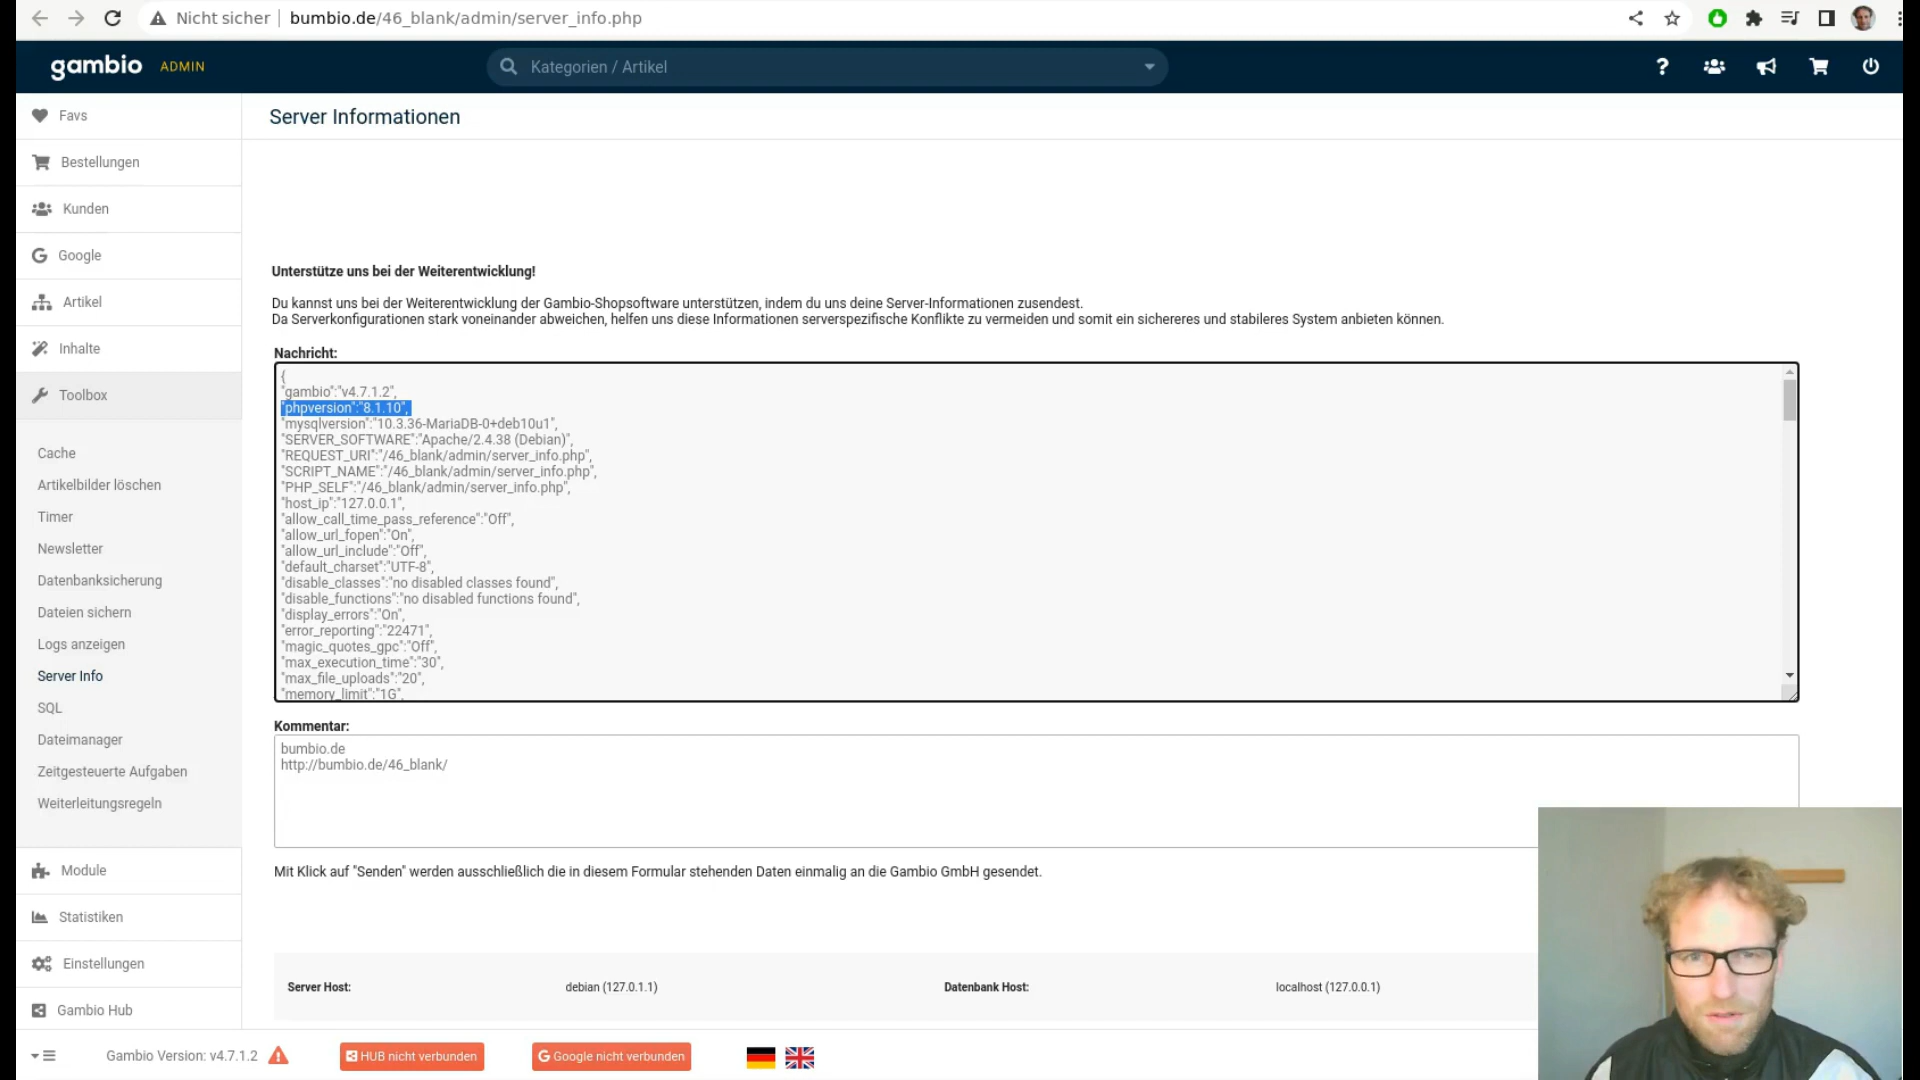 Nicht sicher
bumbio.de/46_blank/admin/server_info.php
gambio ADMIN
Kategorien / Artikel
?
Favs
Bestellungen
Kunden
Google
Artikel
Inhalte
Toolbox
Cache
Artikelbilder löschen
Timer
Newsletter
Datenbanksicherung
Dateien sichern
Logs anzeigen
Server Info
SQL
Dateimanager
Zeitgesteuerte Aufgaben
Weiterleitungsregeln
Module
Statistiken
Einstellungen
Gambio Hub
Server Informationen
Unterstütze uns bei der Weiterentwicklung!
Du kannst uns bei der Weiterentwicklung der Gambio-Shopsoftware unterstützen, indem du uns deine Server-Informationen zusendest.
Da Serverkonfigurationen stark voneinander abweichen, helfen uns diese Informationen serverspezifische Konflikte zu vermeiden und somit ein sichereres und stabileres System anbieten können.
Nachricht:
{
"gambio":"v4.7.1.2",
"phpversion":"8.1.10",
"mysqlversion":"10.3.36-MariaDB-0+deb10u1",
"SERVER_SOFTWARE":"Apache/2.4.38 (Debian)",
"REQUEST_URI":"/46_blank/admin/server_info.php",
"SCRIPT_NAME":"/46_blank/admin/server_info.php",
"PHP_SELF":"/46_blank/admin/server_info.php",
"host_ip":"127.0.0.1",
"allow_call_time_pass_reference":"Off",
"allow_url_fopen":"On",
"allow_url_include":"Off",
"default_charset":"UTF-8",
"disable_classes":"no disabled classes found",
"disable_functions":"no disabled functions found",
"display_errors":"On",
"error_reporting":"22471",
"magic_quotes_gpc":"Off",
"max_execution_time":"30",
"max_file_uploads":"20",
"memory_limit":"1G",
Kommentar:
bumbio.de
http://bumbio.de/46_blank/
Mit Klick auf "Senden" werden ausschließlich die in diesem Formular stehenden Daten einmalig an die Gambio GmbH gesendet.
Server Host: debian (127.0.1.1) Datenbank Host: localhost (127.0.0.1)
Gambio Version: v4.7.1.2 HUB nicht verbunden Google nicht verbunden